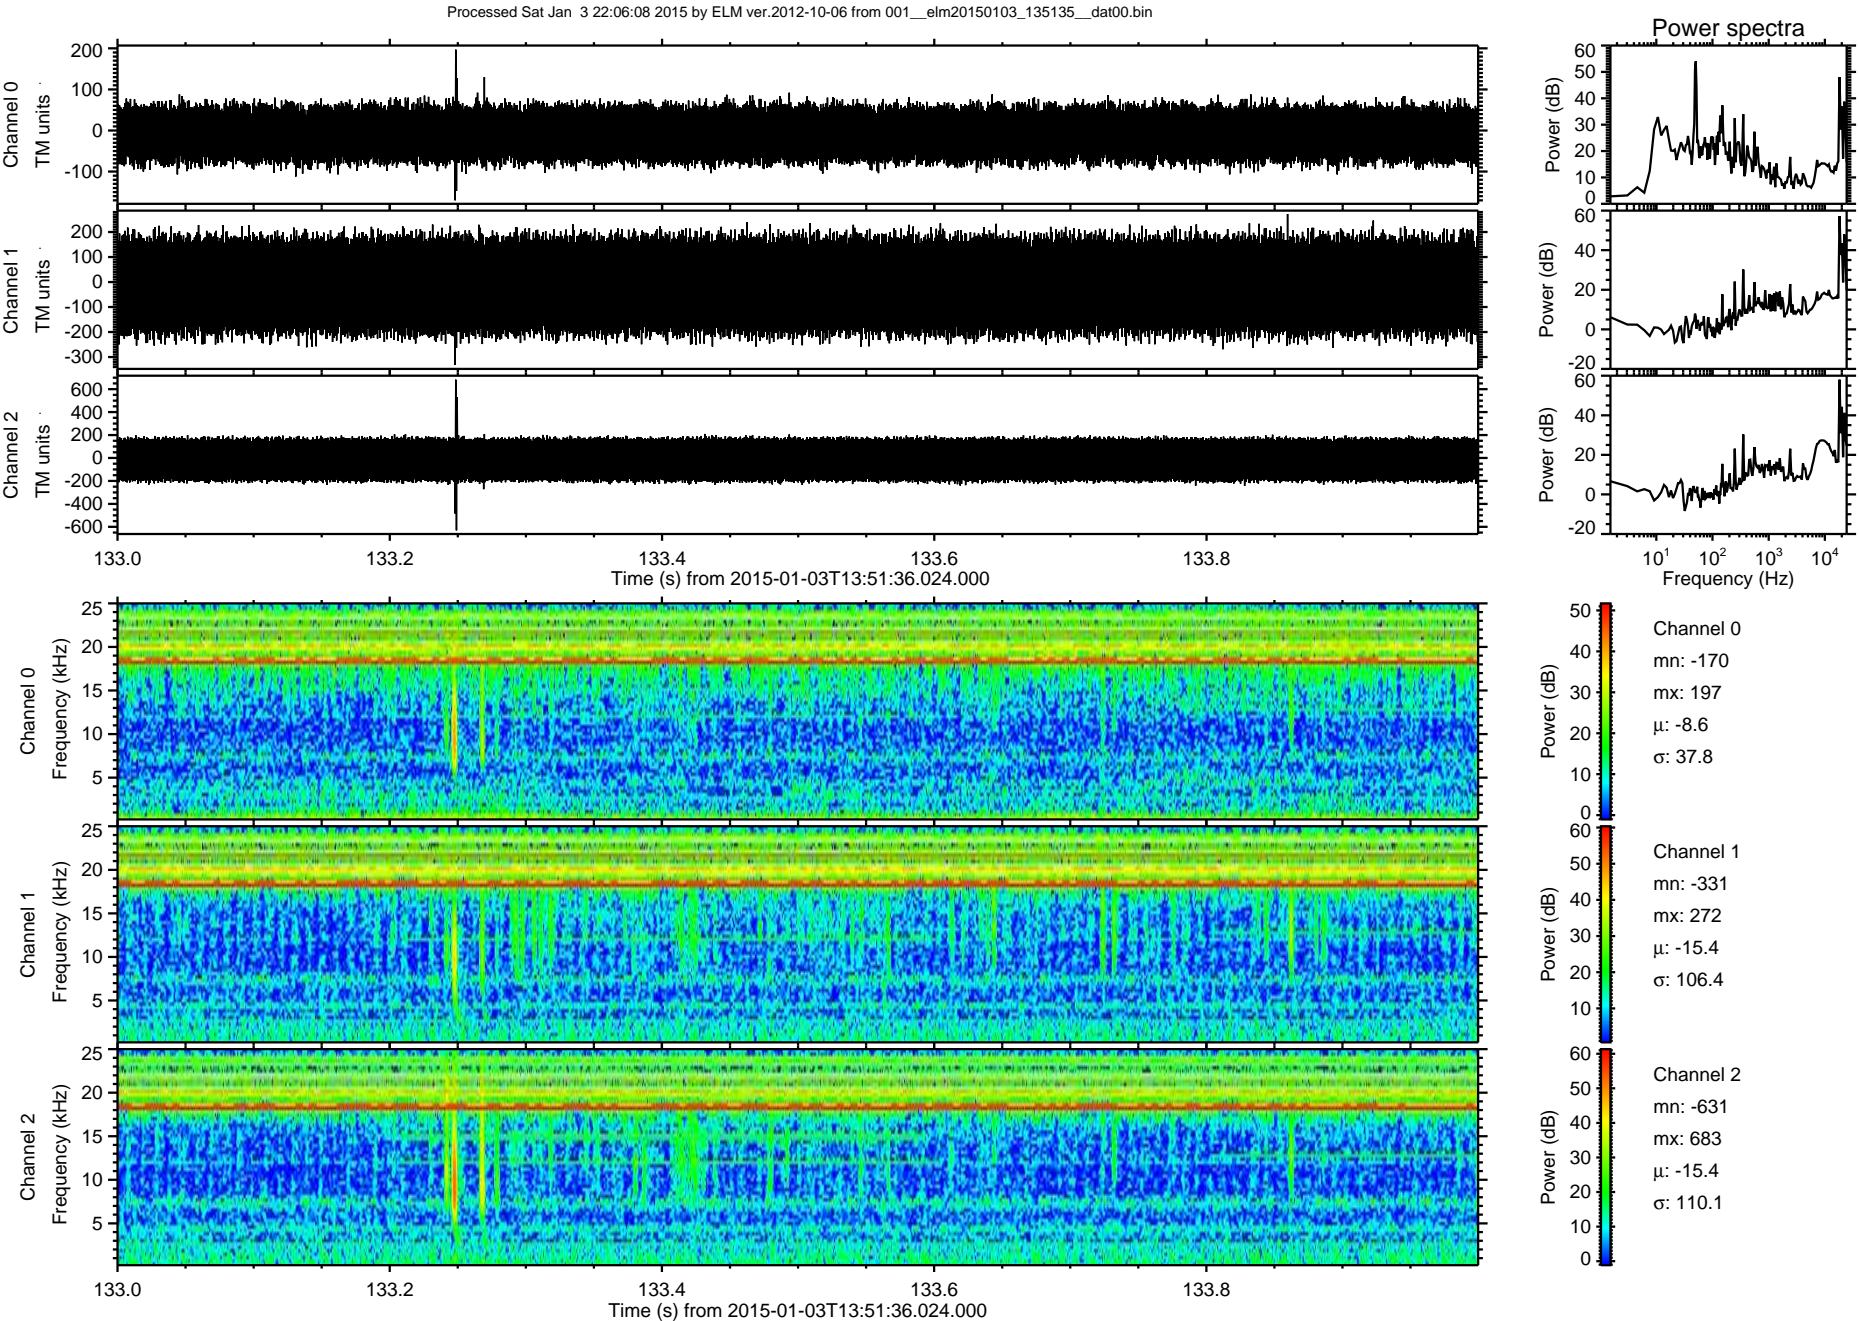 Processed Sat Jan  3 22:06:08 2015 by ELM ver.2012-10-06 from 001__elm20150103_135135__dat00.bin
Power spectra
Channel 0
TM units
200
100
0
-100
Power (dB)
60
50
40
30
20
10
0
Channel 1
TM units
200
100
0
-100
-200
-300
Power (dB)
60
40
20
0
-20
Channel 2
TM units
600
400
200
0
-200
-400
-600
Power (dB)
60
40
20
0
-20
133.0 133.2 133.4 133.6 133.8
Time (s) from 2015-01-03T13:51:36.024.000
10^1 10^2 10^3 10^4
Frequency (Hz)
Channel 0
Frequency (kHz)
25
20
15
10
5
Power (dB)
50
40
30
20
10
0
Channel 0
mn: -170
mx: 197
μ: -8.6
σ: 37.8
Channel 1
Frequency (kHz)
25
20
15
10
5
Power (dB)
60
50
40
30
20
10
Channel 1
mn: -331
mx: 272
μ: -15.4
σ: 106.4
Channel 2
Frequency (kHz)
25
20
15
10
5
Power (dB)
60
50
40
30
20
10
0
Channel 2
mn: -631
mx: 683
μ: -15.4
σ: 110.1
133.0 133.2 133.4 133.6 133.8
Time (s) from 2015-01-03T13:51:36.024.000